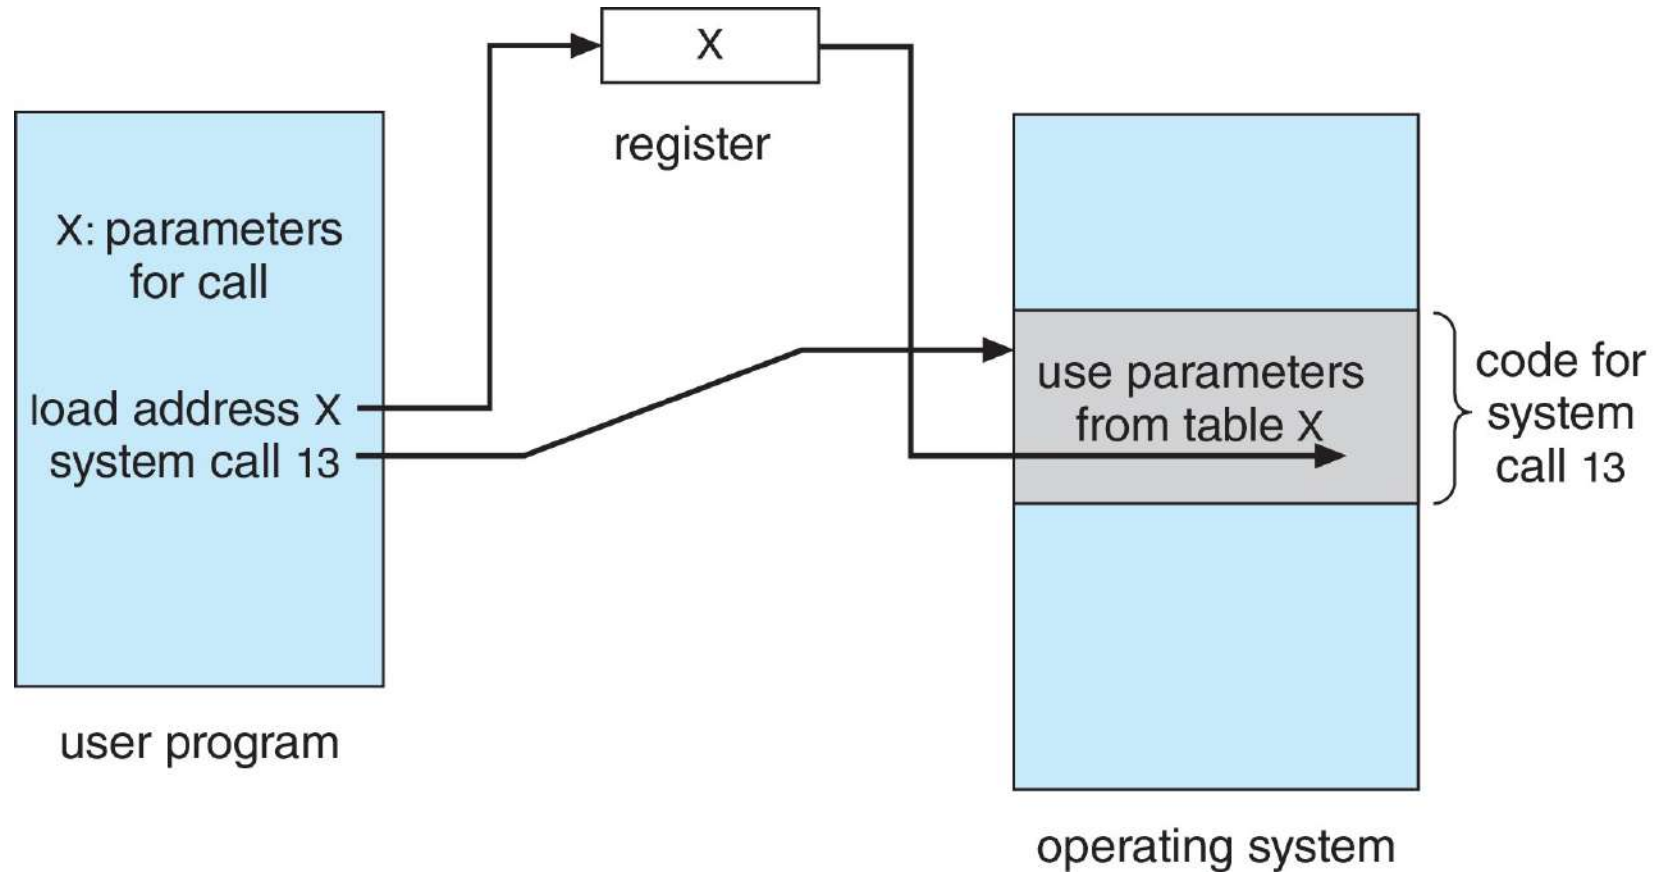 X
register
X: parameters
for call
load address X
system call 13
user program
use parameters
from table X
code for
system
call 13
operating system